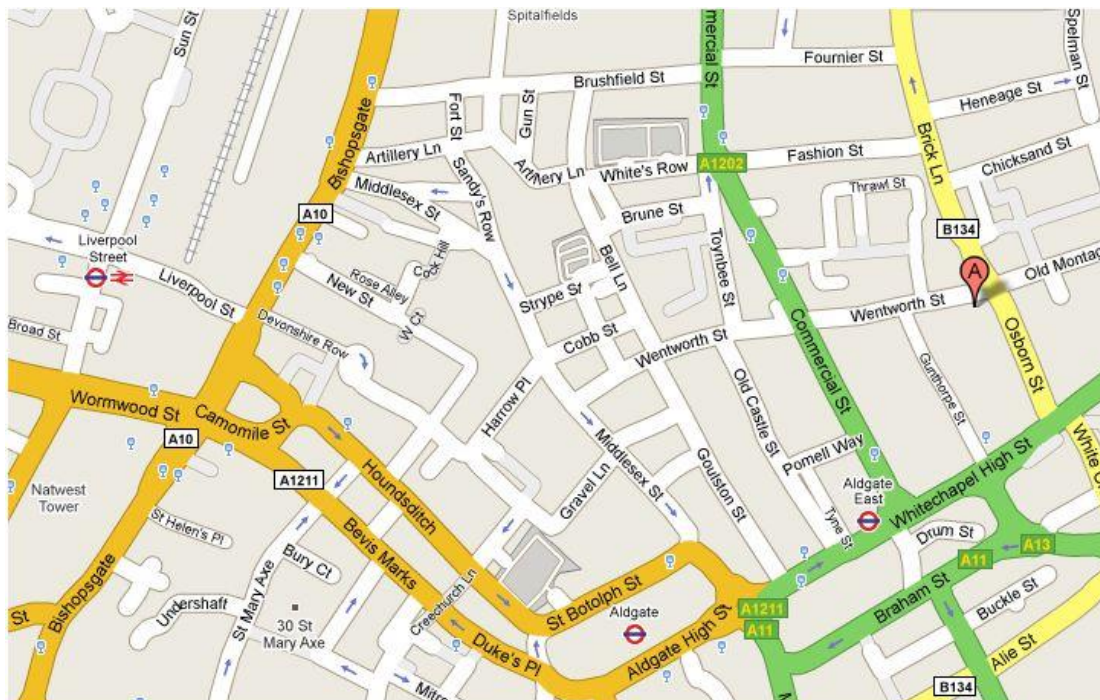 Spitalfields
Sun St
Commercial St
Spelman St
Fournier St
Brushfield St
Heneage St
Fort St
Gun St
Bishopsgate
Brick Ln
Artillery Ln
Artillery Ln
White's Row
A1202
Fashion St
Chicksand St
Middlesex St
Sandy's Row
Thrawl St
A10
Brune St
B134
Liverpool
Street
Cock Hill
Bell Ln
Toynbee St
Old Montag
A
Liverpool St
New St
Rose Alley
Strype St
Wentworth St
Broad St
Devonshire Row
W Ct
Cobb St
Wentworth St
Commercial St
Osborn St
Gunthorpe St
Wormwood St
Camomile St
Harrow Pl
Old Castle St
A10
Houndsditch
Middlesex St
Pomell Way
A1211
Goulston St
Gravel Ln
Whitechapel High St
Natwest
Tower
Aldgate
East
St Helen's Pl
Bevis Marks
Tyne St
Drum St
A13
Bury Ct
A11
St Mary Axe
Creechurch Ln
St Botolph St
Braham St
Undershaft
Bishopsgate
St
30 St
Mary Axe
Aldgate
A1211
A11
Buckle St
Duke's Pl
Aldgate High St
Alie St
Mitre
B134